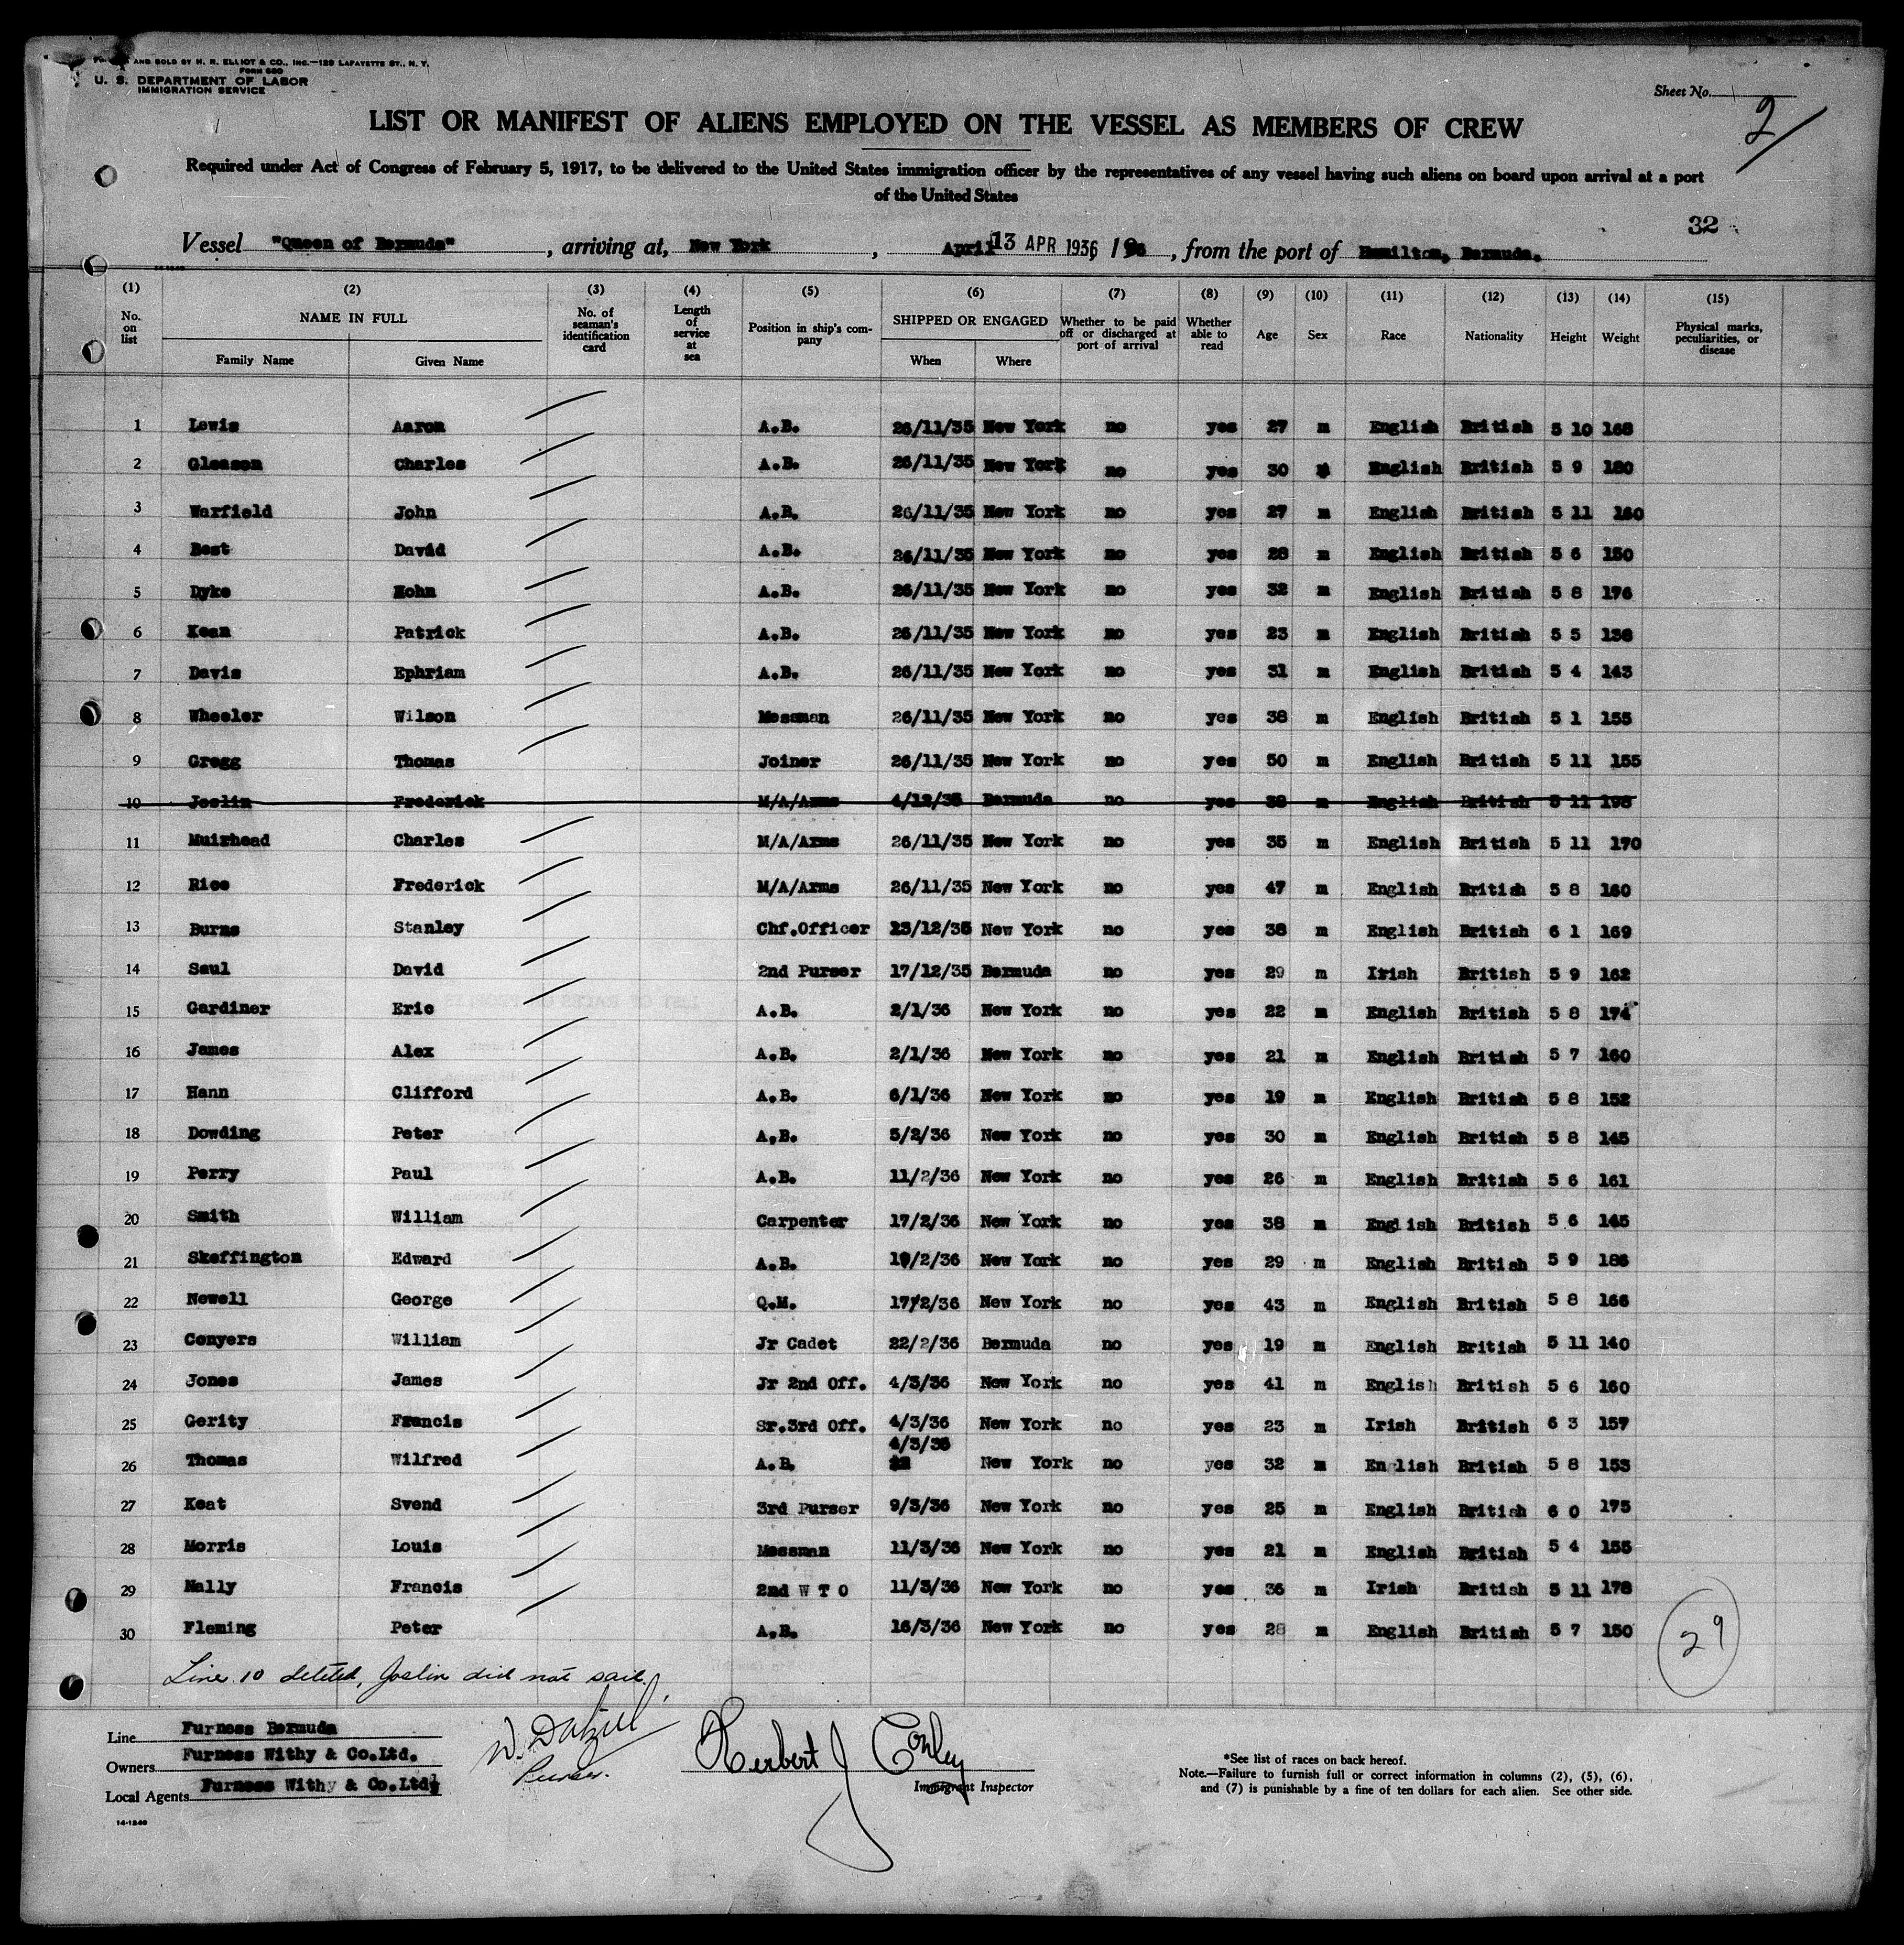 AND SOLD BY H. R. ELLIOT & CO., INC.—129 LAFAYETTE ST., N. Y.
FORM 680
U. S. DEPARTMENT OF LABOR
IMMIGRATION SERVICE
Sheet No.
2
LIST OR MANIFEST OF ALIENS EMPLOYED ON THE VESSEL AS MEMBERS OF CREW
Required under Act of Congress of February 5, 1917, to be delivered to the United States immigration officer by the representatives of any vessel having such aliens on board upon arrival at a port
of the United States
32
Vessel "Queen of Bermuda", arriving at, New York, April 13 APR 1936, 19, from the port of Hamilton, Bermuda.
(1) (2) (3) (4) (5) (6) (7) (8) (9) (10) (11) (12) (13) (14) (15)
No. on list NAME IN FULL No. of seaman's identification card Length of service at sea Position in ship's company SHIPPED OR ENGAGED Whether to be paid off or discharged at port of arrival Whether able to read Age Sex Race Nationality Height Weight Physical marks, peculiarities, or disease
Family Name Given Name When Where
1 Lewis Aaron A.B. 26/11/35 New York no yes 27 m English British 5 10 168
2 Gleason Charles A.B. 26/11/35 New York no yes 30 English British 5 9 180
3 Warfield John A.B. 26/11/35 New York no yes 27 m English British 5 11 160
4 Best David A.B. 26/11/35 New York no yes 28 m English British 5 6 150
5 Dyke A.B. 26/11/35 New York no yes 32 m English British 5 8 176
6 Kean Patrick A.B. 26/11/35 New York no yes 23 m English British 5 5 138
7 Davis Ephriam A.B. 26/11/35 New York no yes 31 m English British 5 4 143
8 Wheeler Wilson Messman 26/11/35 New York no yes 38 m English British 5 1 155
9 Gregg Thomas Joiner 26/11/35 New York no yes 50 m English British 5 11 155
10 Joslin Frederick M/A/Arms 4/12/35 Bermuda no yes 38 m English British 5 11 195
11 Muirhead Charles M/A/Arms 26/11/35 New York no yes 35 m English British 5 11 170
12 Rice Frederick M/A/Arms 26/11/35 New York no yes 47 m English British 5 8 160
13 Burns Stanley Chf.Officer 13/12/35 New York no yes 38 m English British 6 1 169
14 Saul David 2nd Purser 17/12/35 Bermuda no yes 29 m Irish British 5 9 162
15 Gardiner Eric A.B. 2/1/36 New York no yes 22 m English British 5 8 174
16 James Alex A.B. 2/1/36 New York no yes 21 m English British 5 7 160
17 Hann Clifford A.B. 6/1/36 New York no yes 19 m English British 5 8 152
18 Dowding Peter A.B. 5/2/36 New York no yes 30 m English British 5 8 145
19 Perry Paul A.B. 11/2/36 New York no yes 26 m English British 5 6 161
20 Smith William Carpenter 17/2/36 New York no yes 38 m English British 5 6 145
21 Skeffington Edward A.B. 19/2/36 New York no yes 29 m English British 5 9 186
22 Newell George Q.M. 17/2/36 New York no yes 43 m English British 5 8 166
23 Conyers William Jr Cadet 22/2/36 Bermuda no yes 19 m English British 5 11 140
24 Jones James Jr 2nd Off. 4/3/36 New York no yes 41 m English British 5 6 160
25 Gerity Francis Sr.3rd Off. 4/3/36 New York no yes 23 m Irish British 6 3 157
26 Thomas Wilfred A.B. 4/3/36 New York no yes 32 m En lish British 5 8 153
27 Keat Svend 3rd Purser 9/3/36 New York no yes 25 m English British 6 0 175
28 Morris Louis Messman 11/3/36 New York no yes 21 m English British 5 4 155
29 Nally Francis 2nd W T O 11/3/36 New York no yes 36 m Irish British 5 11 178
30 Fleming Peter A.B. 16/3/36 New York no yes 28 m English British 5 7 150
29
Line 10 deleted, Joslin did not sail.
Line Furness Bermuda
Owners Furness Withy & Co.Ltd.
Local Agents Furness Withy & Co.Ltd
Purser.
Herbert J Conley
Immigrant Inspector
*See list of races on back hereof.
Note.—Failure to furnish full or correct information in columns (2), (5), (6),
and (7) is punishable by a fine of ten dollars for each alien. See other side.
14-1240